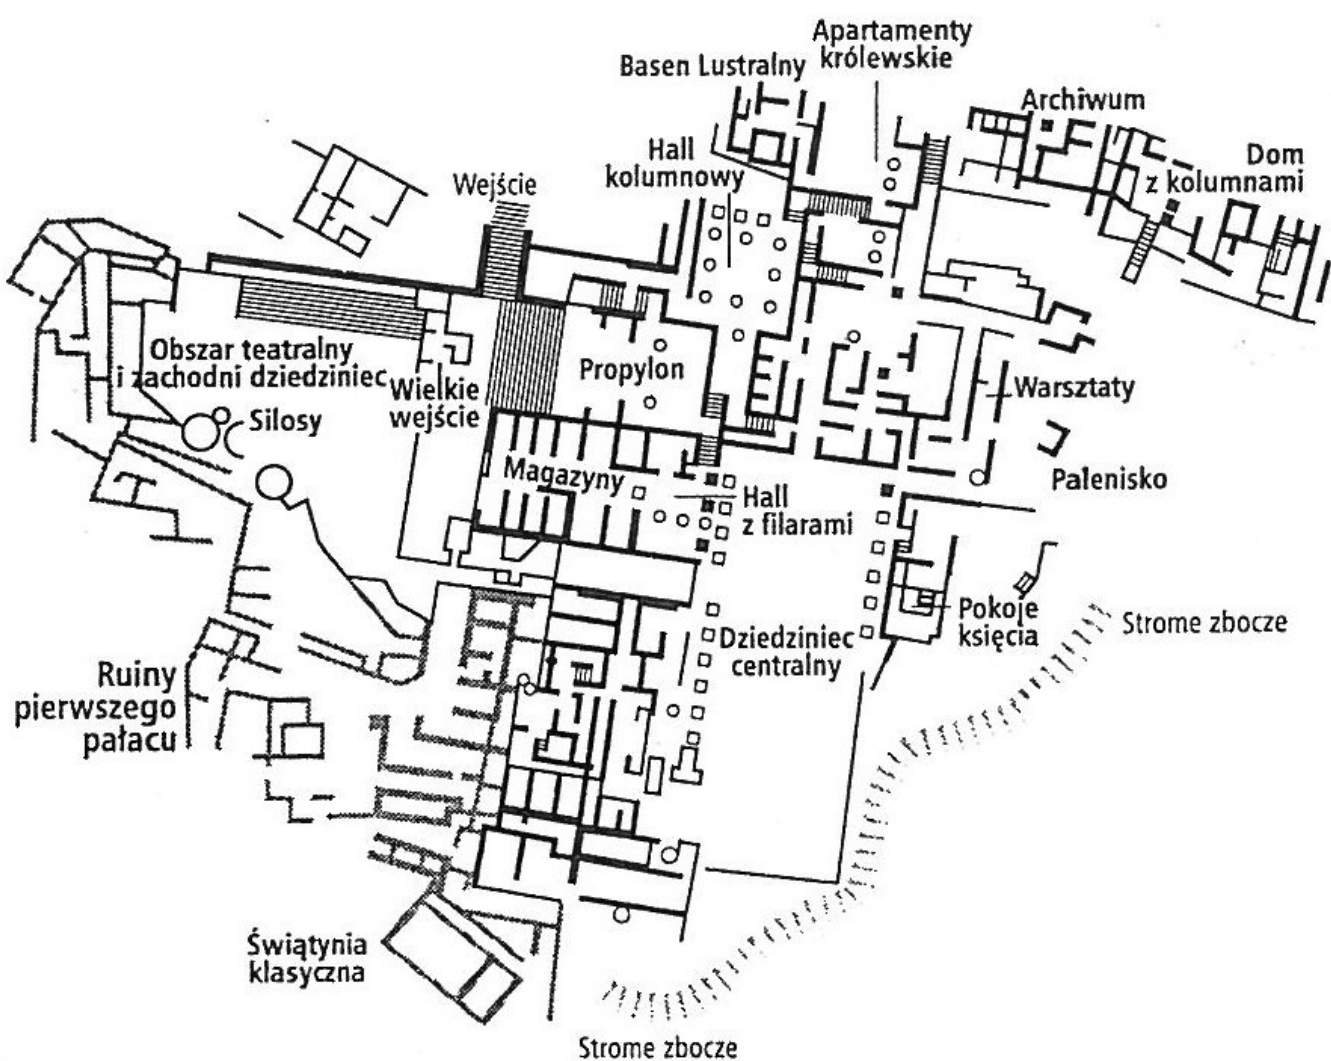 Apartamenty
królewskie
Basen Lustralny
Archiwum
Hall
kolumnowy
Dom
z kolumnami
Wejście
Obszar teatralny
i zachodni dziedziniec
Wielkie
wejście
Propylon
Warsztaty
Silosy
Magazyny
Palenisko
Hall
z filarami
Pokoje
księcia
Strome zbocze
Dziedziniec
centralny
Ruiny
pierwszego
pałacu
Świątynia
klasyczna
Strome zbocze